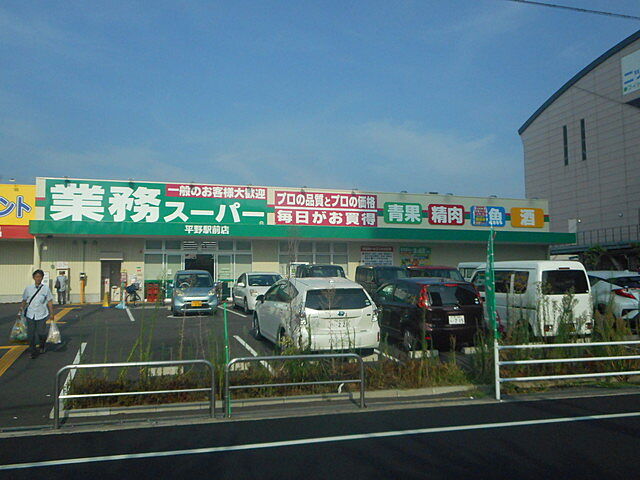 業務スーパー
平野駅前店
一般のお客様大歓迎
プロの品質とプロの価格
毎日がお買得
青果
精肉
魚
酒
ント